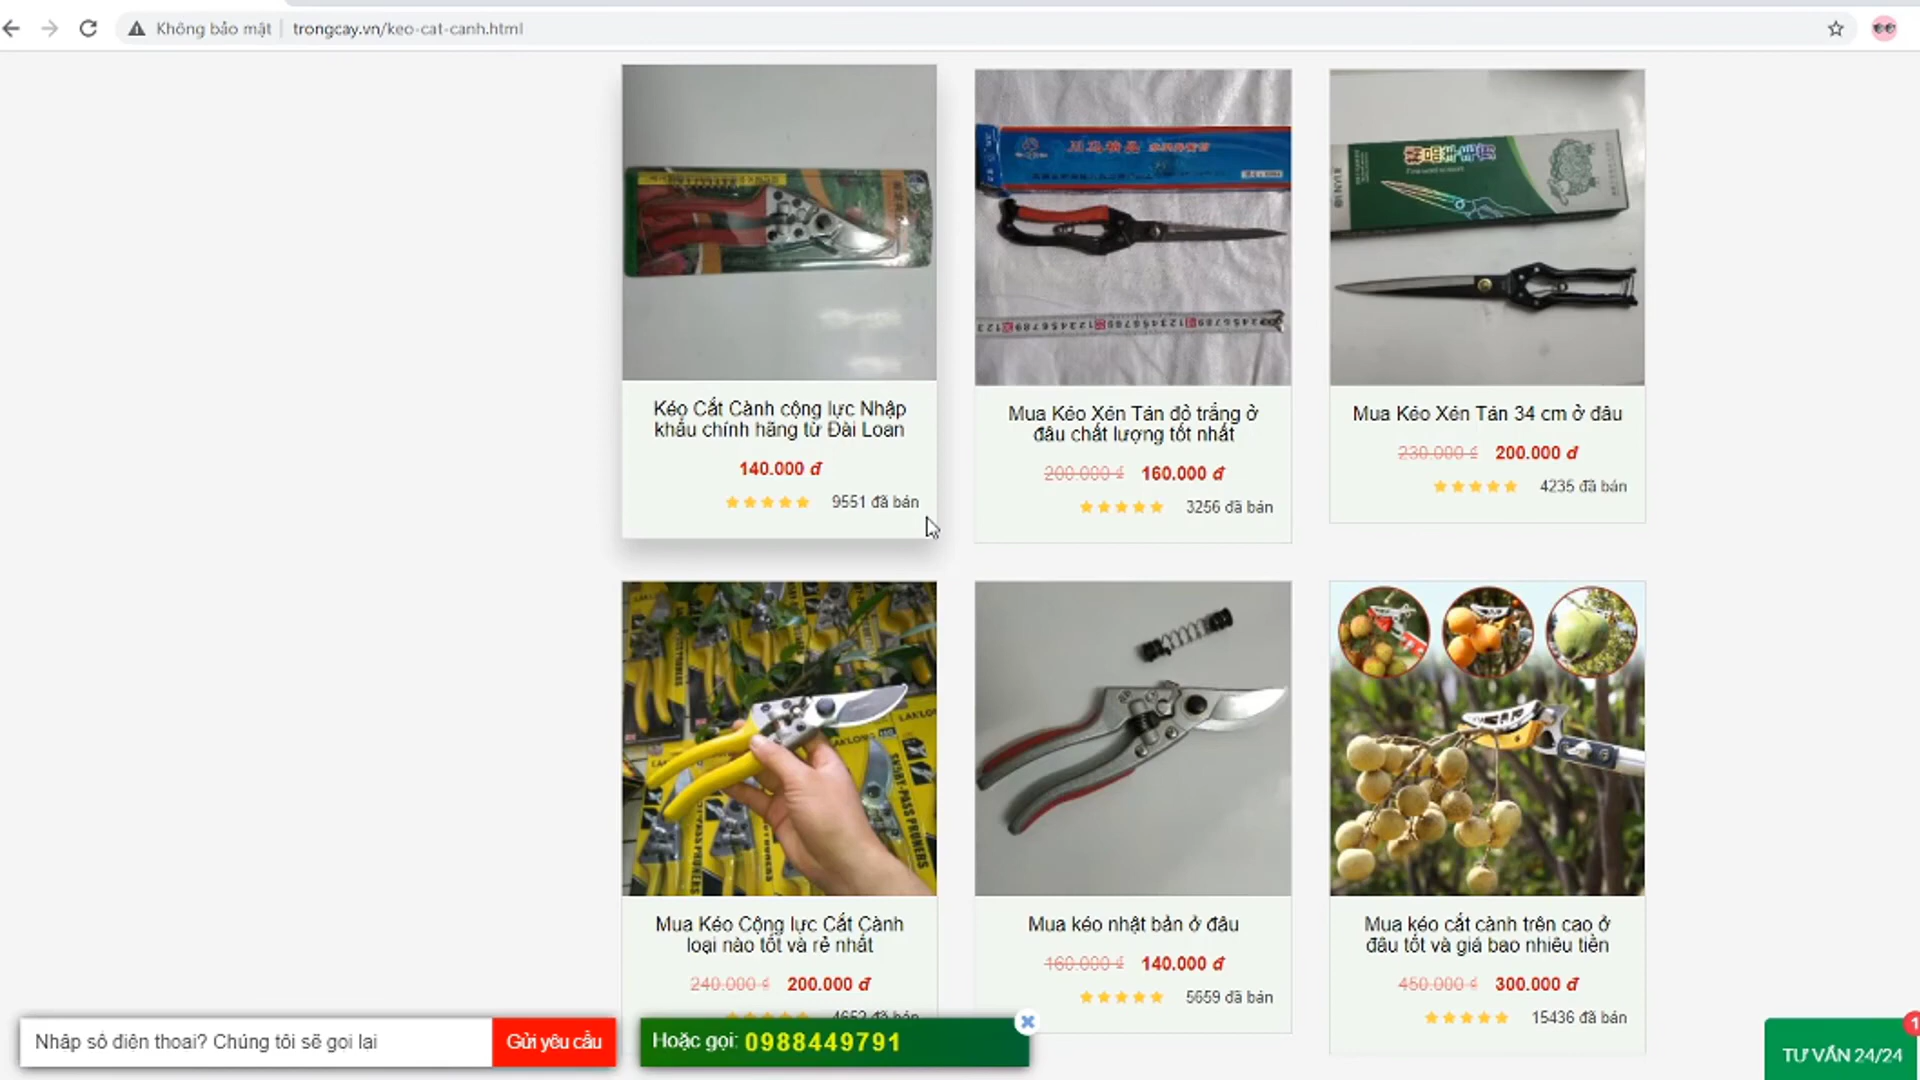 Không bảo mật
trongcay.vn/keo-cat-canh.html
Kéo Cắt Cành cộng lực Nhập
khẩu chính hãng từ Đài Loan
140.000 đ
9551 đã bán
Mua Kéo Xén Tán đỏ trắng ở
đâu chất lượng tốt nhất
200.000 đ 160.000 đ
3256 đã bán
Mua Kéo Xén Tán 34 cm ở đâu
230.000 đ 200.000 đ
4235 đã bán
Mua Kéo Cộng lực Cắt Cành
loại nào tốt và rẻ nhất
240.000 đ 200.000 đ
4652 đã bán
Mua kéo nhật bản ở đâu
160.000 đ 140.000 đ
5659 đã bán
Mua kéo cắt cành trên cao ở
đâu tốt và giá bao nhiêu tiền
450.000 đ 300.000 đ
15436 đã bán
Nhập số điện thoại? Chúng tôi sẽ gọi lại
Gửi yêu cầu
Hoặc gọi: 0988449791
TƯ VẤN 24/24
1